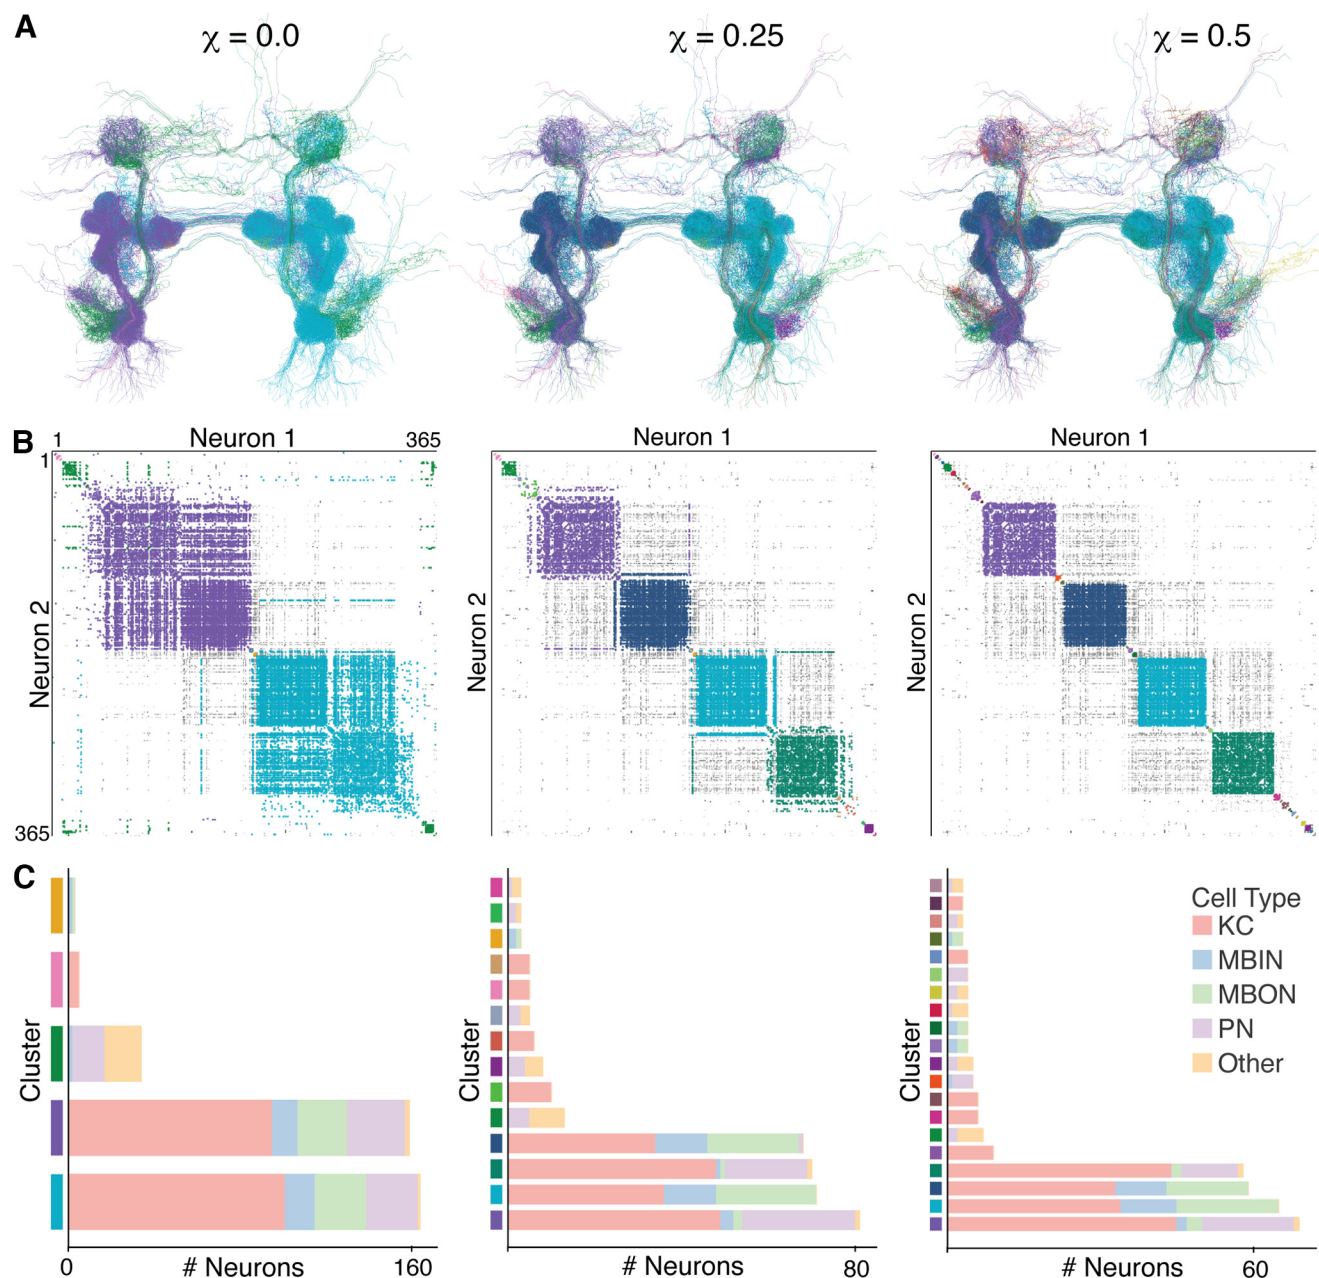 A
χ = 0.0
χ = 0.25
χ = 0.5
B
1
Neuron 1
365
Neuron 1
Neuron 1
1
Neuron 2
365
Neuron 2
Neuron 2
C
Cluster
0
# Neurons
160
Cluster
# Neurons
80
Cluster
# Neurons
60
Cell Type
KC
MBIN
MBON
PN
Other